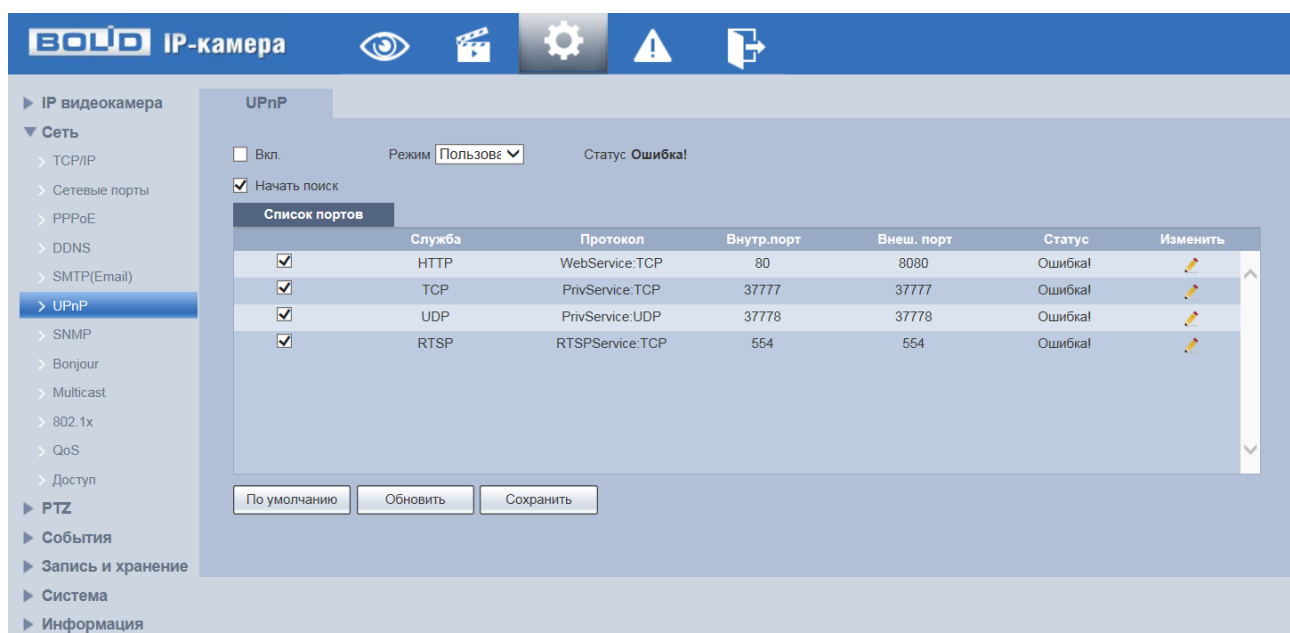 BOLID IP-камера
IP видеокамера
Сеть
TCP/IP
Сетевые порты
PPPoE
DDNS
SMTP(Email)
UPnP
SNMP
Bonjour
Multicast
802.1x
QoS
Доступ
PTZ
События
Запись и хранение
Система
Информация
UPnP
Вкл. Режим Пользова Статус Ошибка!
Начать поиск
Список портов
Служба Протокол Внутр.порт Внеш. порт Статус Изменить
HTTP WebService:TCP 80 8080 Ошибка!
TCP PrivService:TCP 37777 37777 Ошибка!
UDP PrivService:UDP 37778 37778 Ошибка!
RTSP RTSPService:TCP 554 554 Ошибка!
По умолчанию Обновить Сохранить